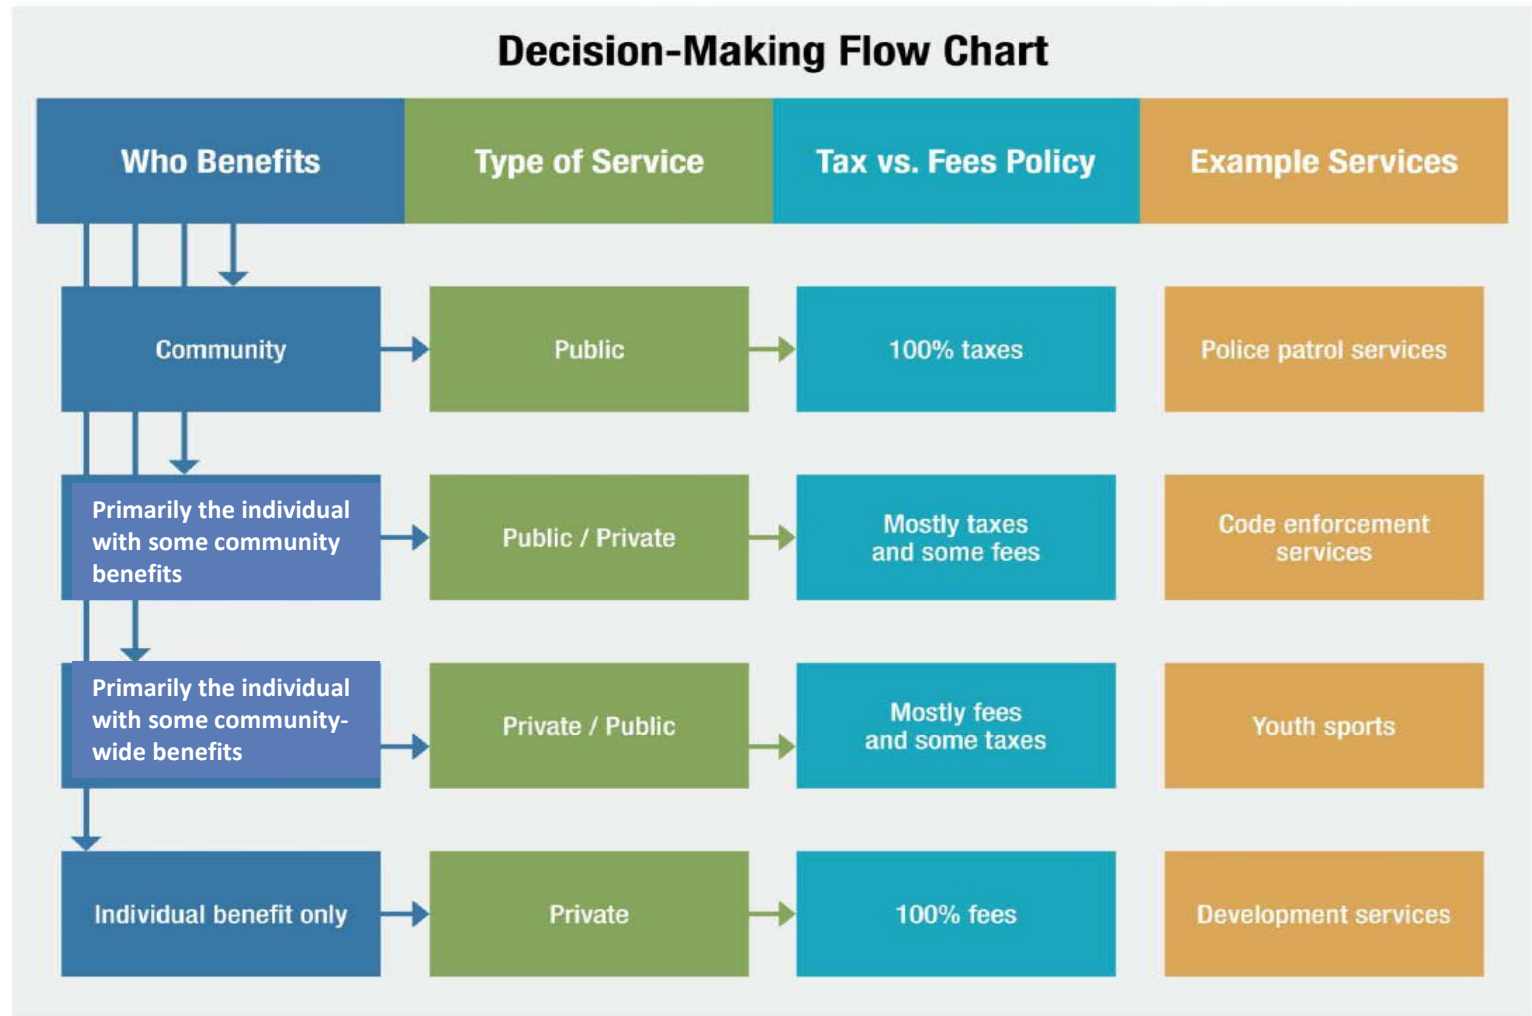 Decision-Making Flow Chart
Who Benefits
Type of Service
Tax vs. Fees Policy
Example Services
Community
Public
100% taxes
Police patrol services
Primarily the individual
with some community
benefits
Public / Private
Mostly taxes
and some fees
Code enforcement
services
Primarily the individual
with some community-
wide benefits
Private / Public
Mostly fees
and some taxes
Youth sports
Individual benefit only
Private
100% fees
Development services